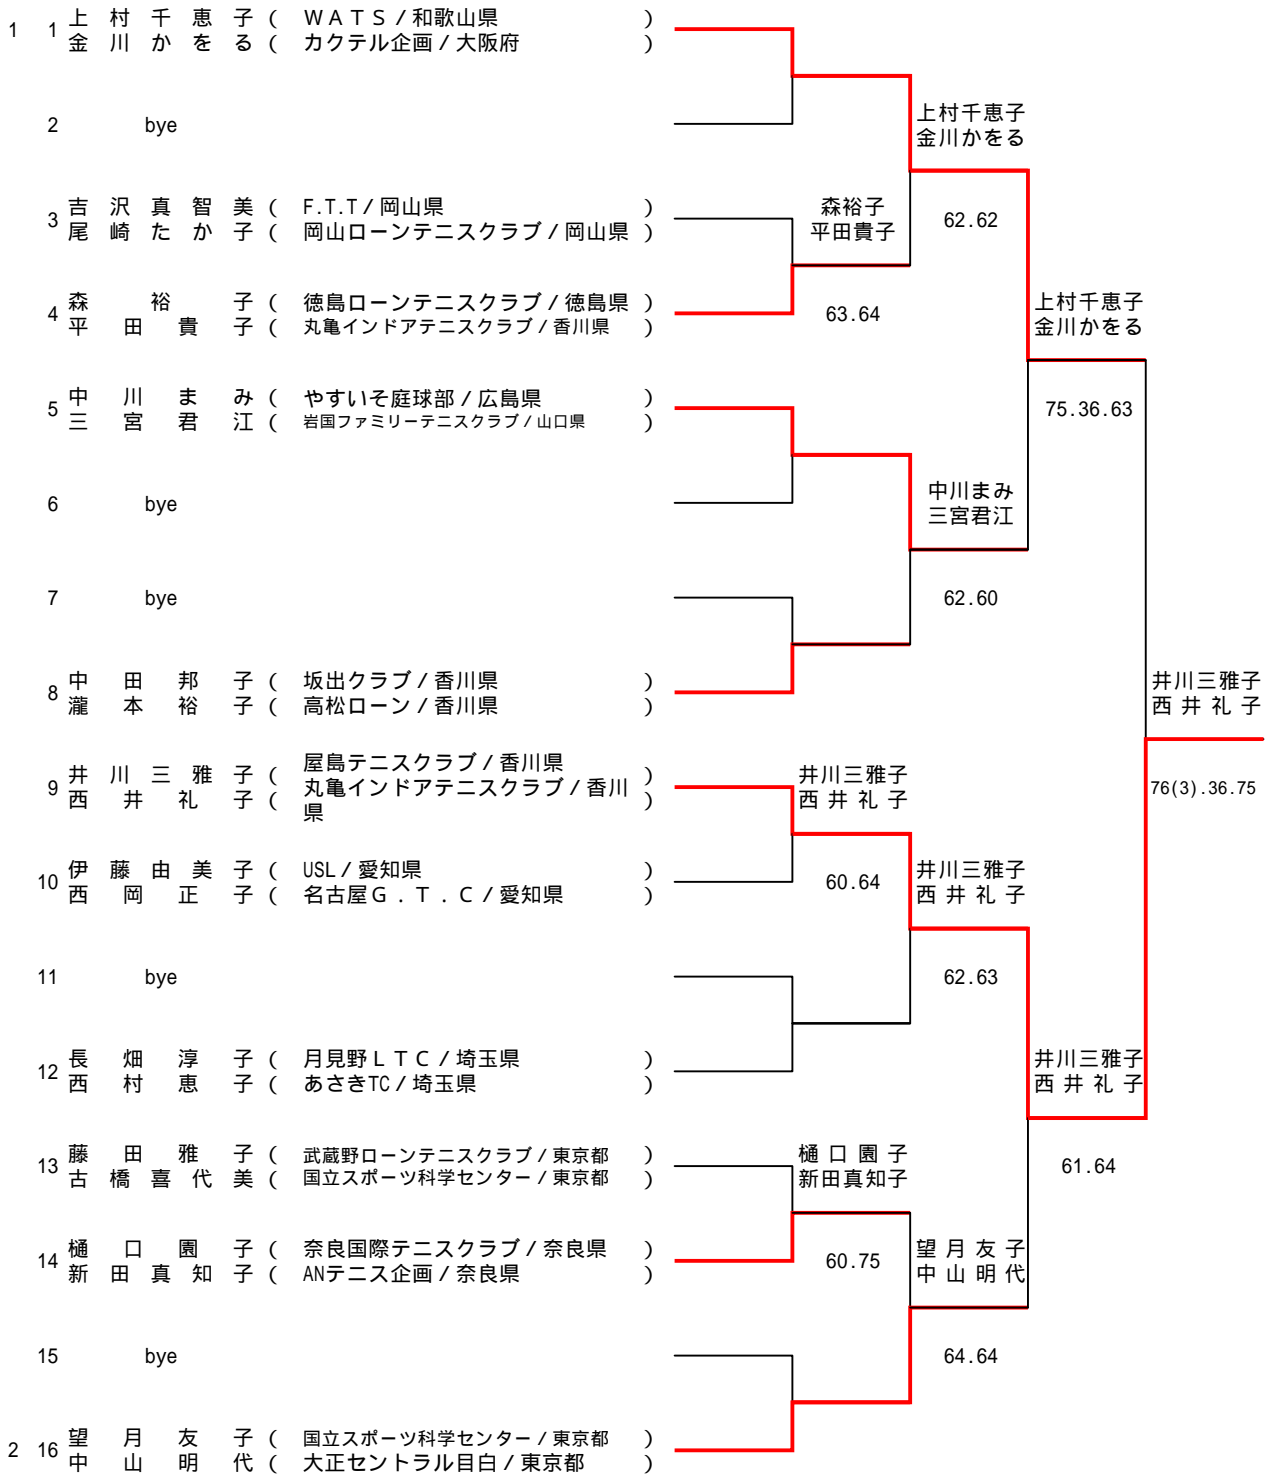 1 1 上村千恵子 ( WATS/和歌山県 )
金川かをる ( カクテル企画/大阪府 )
2 bye
上村千恵子
金川かをる
3 吉沢真智美 ( F.T.T/岡山県 )
尾崎たか子 ( 岡山ローンテニスクラブ/岡山県 )
森裕子
平田貴子
62.62
4 森裕子 ( 徳島ローンテニスクラブ/徳島県 )
平田貴子 ( 丸亀インドアテニスクラブ/香川県 )
63.64
上村千恵子
金川かをる
5 中川まみ ( やすいそ庭球部/広島県 )
三宮君江 ( 岩国ファミリーテニスクラブ/山口県 )
75.36.63
6 bye
中川まみ
三宮君江
7 bye
62.60
8 中田邦子 ( 坂出クラブ/香川県 )
瀧本裕子 ( 高松ローン/香川県 )
井川三雅子
西井礼子
9 井川三雅子 ( 屋島テニスクラブ/香川県 )
西井礼子 ( 丸亀インドアテニスクラブ/香川県 )
井川三雅子
西井礼子
76(3).36.75
10 伊藤由美子 ( USL/愛知県 )
西岡正子 ( 名古屋G.T.C/愛知県 )
60.64
井川三雅子
西井礼子
11 bye
62.63
12 長畑淳子 ( 月見野LTC/埼玉県 )
西村恵子 ( あさきTC/埼玉県 )
井川三雅子
西井礼子
13 藤田雅子 ( 武蔵野ローンテニスクラブ/東京都 )
古橋喜代美 ( 国立スポーツ科学センター/東京都 )
樋口園子
新田真知子
61.64
14 樋口園子 ( 奈良国際テニスクラブ/奈良県 )
新田真知子 ( ANテニス企画/奈良県 )
60.75
望月友子
中山明代
15 bye
64.64
2 16 望月友子 ( 国立スポーツ科学センター/東京都 )
中山明代 ( 大正セントラル目白/東京都 )